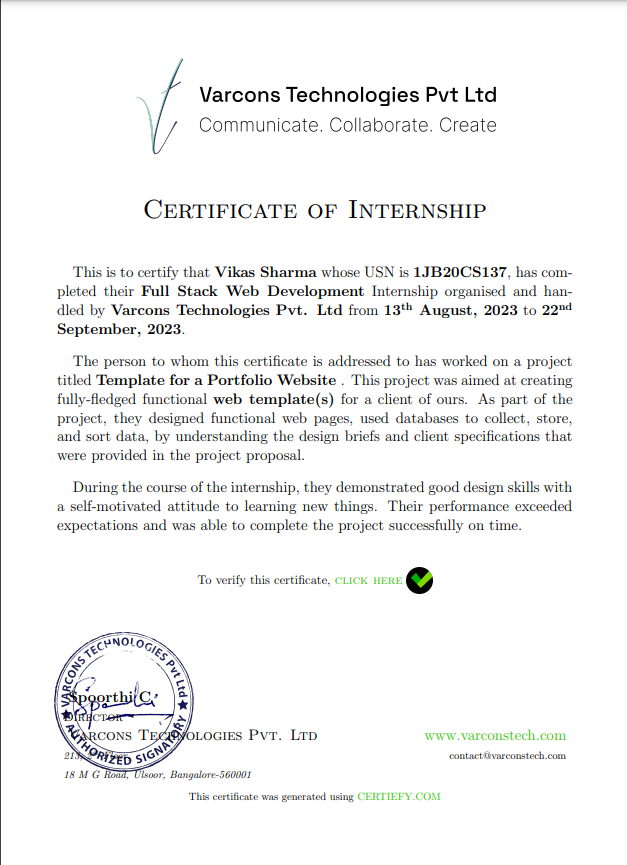 Varcons Technologies Pvt Ltd
Communicate. Collaborate. Create
Certificate of Internship
This is to certify that Vikas Sharma whose USN is 1JB20CS137, has com-
pleted their Full Stack Web Development Internship organised and han-
dled by Varcons Technologies Pvt. Ltd from 13th August, 2023 to 22nd
September, 2023.
The person to whom this certificate is addressed to has worked on a project
titled Template for a Portfolio Website . This project was aimed at creating
fully-fledged functional web template(s) for a client of ours. As part of the
project, they designed functional web pages, used databases to collect, store,
and sort data, by understanding the design briefs and client specifications that
were provided in the project proposal.
During the course of the internship, they demonstrated good design skills with
a self-motivated attitude to learning new things. Their performance exceeded
expectations and was able to complete the project successfully on time.
To verify this certificate, click here
VARCONS TECHNOLOGIES Pvt Ltd
AUTHORIZED SIGNATORY
Spoorthi C.
Director
Varcons Technologies Pvt. Ltd
www.varconstech.com
213,
contact@varconstech.com
18 M G Road, Ulsoor, Bangalore-560001
This certificate was generated using CERTIEFY.COM